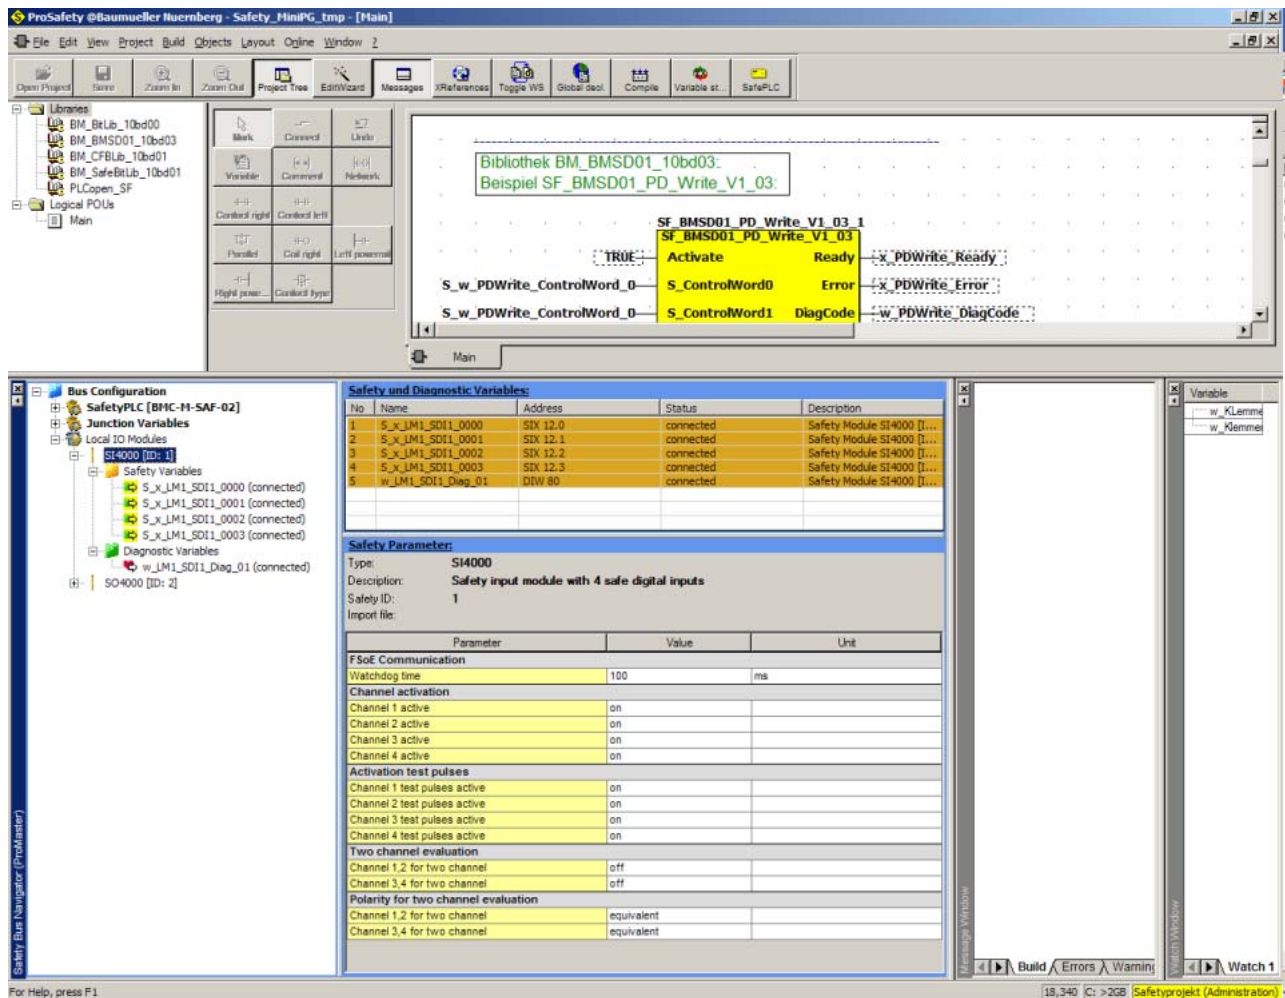 ProSafety @Baumueller Nuernberg - Safety_MiniPG_tmp - [Main]
File Edit View Project Build Objects Layout Online Window ?
Open Project Save Zoom In Zoom Out Project Tree EditWizard Messages XReferences Toggle WS Global decl. Compile Variable st... SafePLC
Libraries
BM_BitLib_10bd00
BM_BMSD01_10bd03
BM_CFBLib_10bd01
BM_SafeBitLib_10bd01
PLCopen_SF
Logical POUs
Main
Mark Connect Undo
Variable Comment Network
Contact right Contact left
Parallel Coil right Left powerrail
Right power... Contact type
Bibliothek BM_BMSD01_10bd03:
Beispiel SF_BMSD01_PD_Write_V1_03:
SF_BMSD01_PD_Write_V1_03_1
SF_BMSD01_PD_Write_V1_03
TRUE Activate Ready x_PDWrite_Ready
S_w_PDWrite_ControlWord_0 S_ControlWord0 Error x_PDWrite_Error
S_w_PDWrite_ControlWord_0 S_ControlWord1 DiagCode w_PDWrite_DiagCode
Main
Bus Configuration
SafetyPLC [BMC-M-SAF-02]
Junction Variables
Local IO Modules
SI4000 [ID: 1]
Safety Variables
S_x_LM1_SDI1_0000 (connected)
S_x_LM1_SDI1_0001 (connected)
S_x_LM1_SDI1_0002 (connected)
S_x_LM1_SDI1_0003 (connected)
Diagnostic Variables
w_LM1_SDI1_Diag_01 (connected)
SO4000 [ID: 2]
Safety Bus Navigator (ProMaster)
Safety und Diagnostic Variables:
No Name Address Status Description
1 S_x_LM1_SDI1_0000 SIX 12.0 connected Safety Module SI4000 [I...
2 S_x_LM1_SDI1_0001 SIX 12.1 connected Safety Module SI4000 [I...
3 S_x_LM1_SDI1_0002 SIX 12.2 connected Safety Module SI4000 [I...
4 S_x_LM1_SDI1_0003 SIX 12.3 connected Safety Module SI4000 [I...
5 w_LM1_SDI1_Diag_01 DIW 80 connected Safety Module SI4000 [I...
Safety Parameter:
Type: SI4000
Description: Safety input module with 4 safe digital inputs
Safety ID: 1
Import file:
Parameter Value Unit
FSoE Communication
Watchdog time 100 ms
Channel activation
Channel 1 active on
Channel 2 active on
Channel 3 active on
Channel 4 active on
Activation test pulses
Channel 1 test pulses active on
Channel 2 test pulses active on
Channel 3 test pulses active on
Channel 4 test pulses active on
Two channel evaluation
Channel 1,2 for two channel off
Channel 3,4 for two channel off
Polarity for two channel evaluation
Channel 1,2 for two channel equivalent
Channel 3,4 for two channel equivalent
Message Window
Build Errors Warning
Variable
w_KLemme
w_Klemme
Watch Window
Watch 1
For Help, press F1
18,340 C: >2GB Safetyprojekt (Administration)